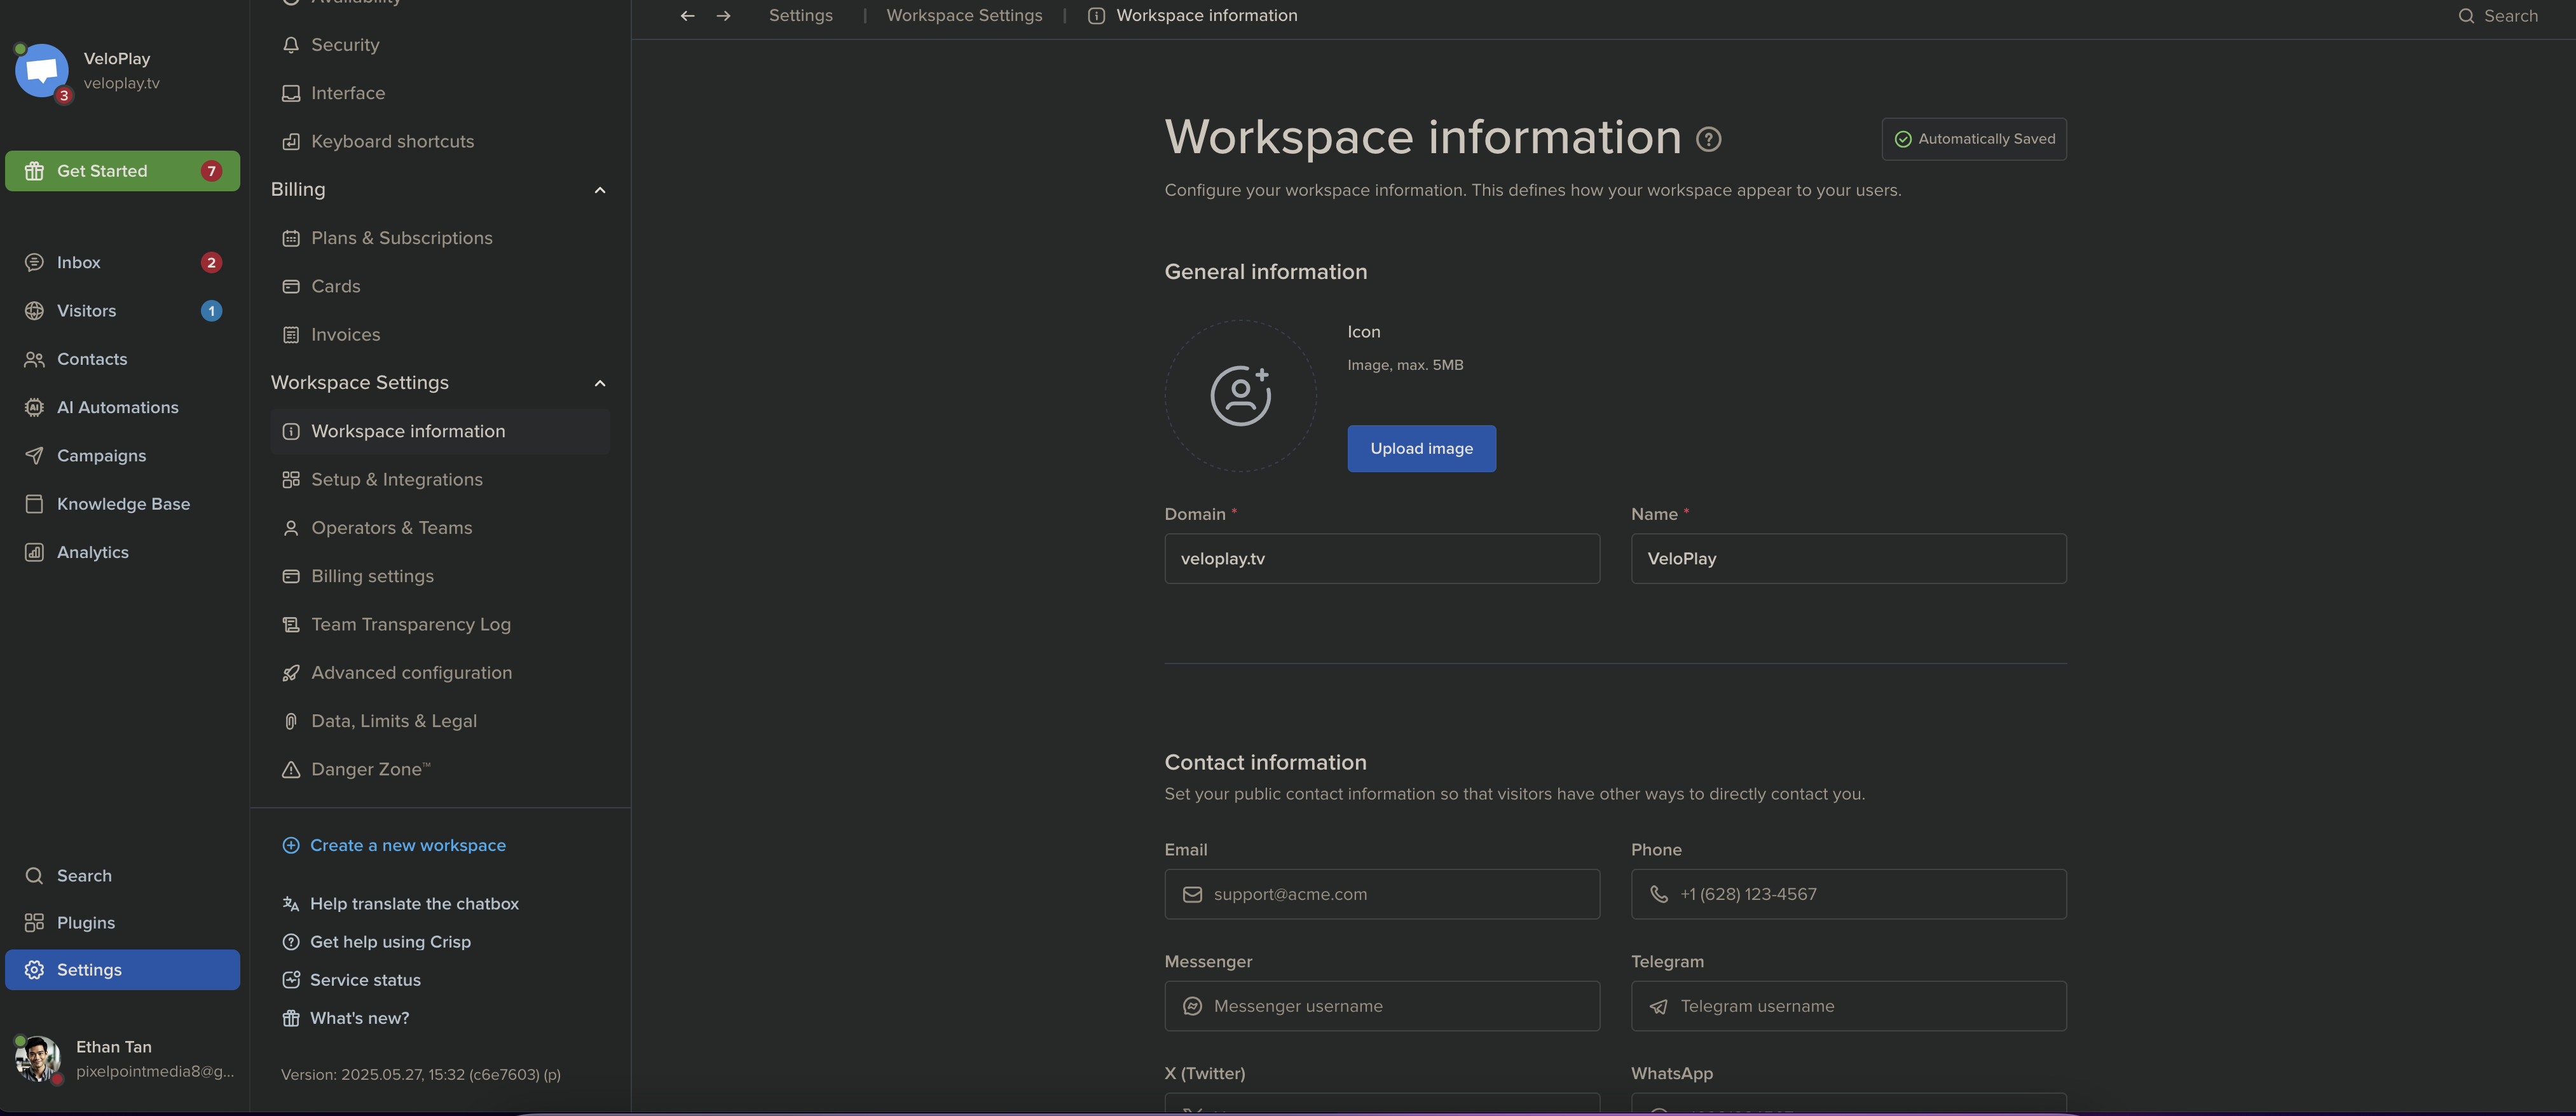 VeloPlay
veloplay.tv
3
Get Started 7
Inbox 2
Visitors 1
Contacts
AI Automations
Campaigns
Knowledge Base
Analytics
Search
Plugins
Settings
Ethan Tan
pixelpointmedia8@g...
Availability
Security
Interface
Keyboard shortcuts
Billing
Plans & Subscriptions
Cards
Invoices
Workspace Settings
Workspace information
Setup & Integrations
Operators & Teams
Billing settings
Team Transparency Log
Advanced configuration
Data, Limits & Legal
Danger Zone™
Create a new workspace
Help translate the chatbox
Get help using Crisp
Service status
What's new?
Version: 2025.05.27, 15:32 (c6e7603) (p)
Settings | Workspace Settings | Workspace information
Search
Workspace information
Automatically Saved
Configure your workspace information. This defines how your workspace appear to your users.
General information
Icon
Image, max. 5MB
Upload image
Domain * Name *
veloplay.tv VeloPlay
Contact information
Set your public contact information so that visitors have other ways to directly contact you.
Email Phone
support@acme.com +1 (628) 123-4567
Messenger Telegram
Messenger username Telegram username
X (Twitter) WhatsApp